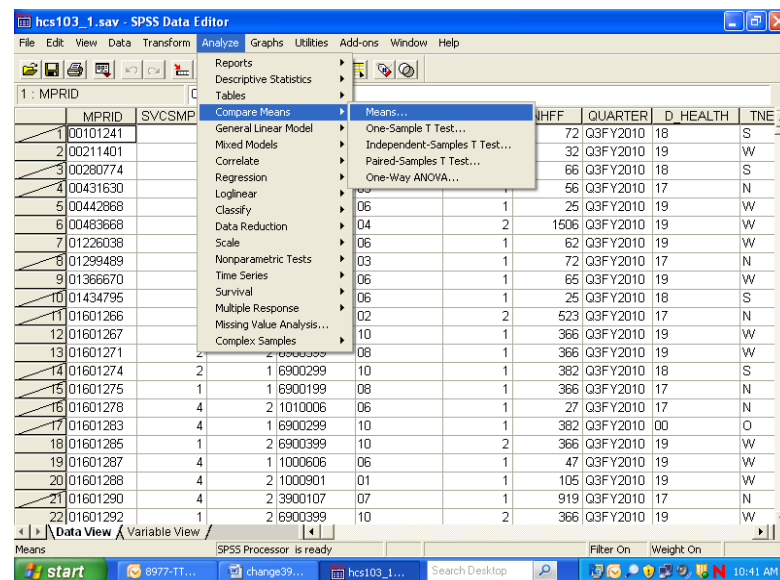 hcs103_1.sav - SPSS Data Editor
File Edit View Data Transform Analyze Graphs Utilities Add-ons Window Help
1 : MPRID
Reports
Descriptive Statistics
Tables
Compare Means
General Linear Model
Mixed Models
Correlate
Regression
Loglinear
Classify
Data Reduction
Scale
Nonparametric Tests
Time Series
Survival
Multiple Response
Missing Value Analysis...
Complex Samples
Means...
One-Sample T Test...
Independent-Samples T Test...
Paired-Samples T Test...
One-Way ANOVA...
MPRID SVCSMP QUARTER D_HEALTH TNE
1 00101241 72 Q3FY2010 18 S
2 00211401 32 Q3FY2010 19 W
3 00280774 66 Q3FY2010 18 S
4 00431630 1 56 Q3FY2010 17 N
5 00442868 06 1 25 Q3FY2010 19 W
6 00483668 04 2 1506 Q3FY2010 19 W
7 01226038 06 1 62 Q3FY2010 19 W
8 01299489 03 1 72 Q3FY2010 17 N
9 01366670 06 1 65 Q3FY2010 19 W
10 01434795 06 1 25 Q3FY2010 18 S
11 01601266 02 2 523 Q3FY2010 17 N
12 01601267 10 1 366 Q3FY2010 19 W
13 01601271 2 2 6900399 08 1 366 Q3FY2010 19 W
14 01601274 2 1 6900299 10 1 382 Q3FY2010 18 S
15 01601275 1 1 6900199 08 1 366 Q3FY2010 17 N
16 01601278 4 2 1010006 06 1 27 Q3FY2010 17 N
17 01601283 4 1 6900299 10 1 382 Q3FY2010 00 O
18 01601285 1 2 6900399 10 2 366 Q3FY2010 19 W
19 01601287 4 1 1000606 06 1 47 Q3FY2010 19 W
20 01601288 4 2 1000901 01 1 105 Q3FY2010 19 W
21 01601290 4 2 3900107 07 1 919 Q3FY2010 17 N
22 01601292 1 2 6900399 10 2 366 Q3FY2010 19 W
Data View Variable View
Means SPSS Processor is ready Filter On Weight On
start 8977-TT... change39... hcs103_1... Search Desktop 10:41 AM